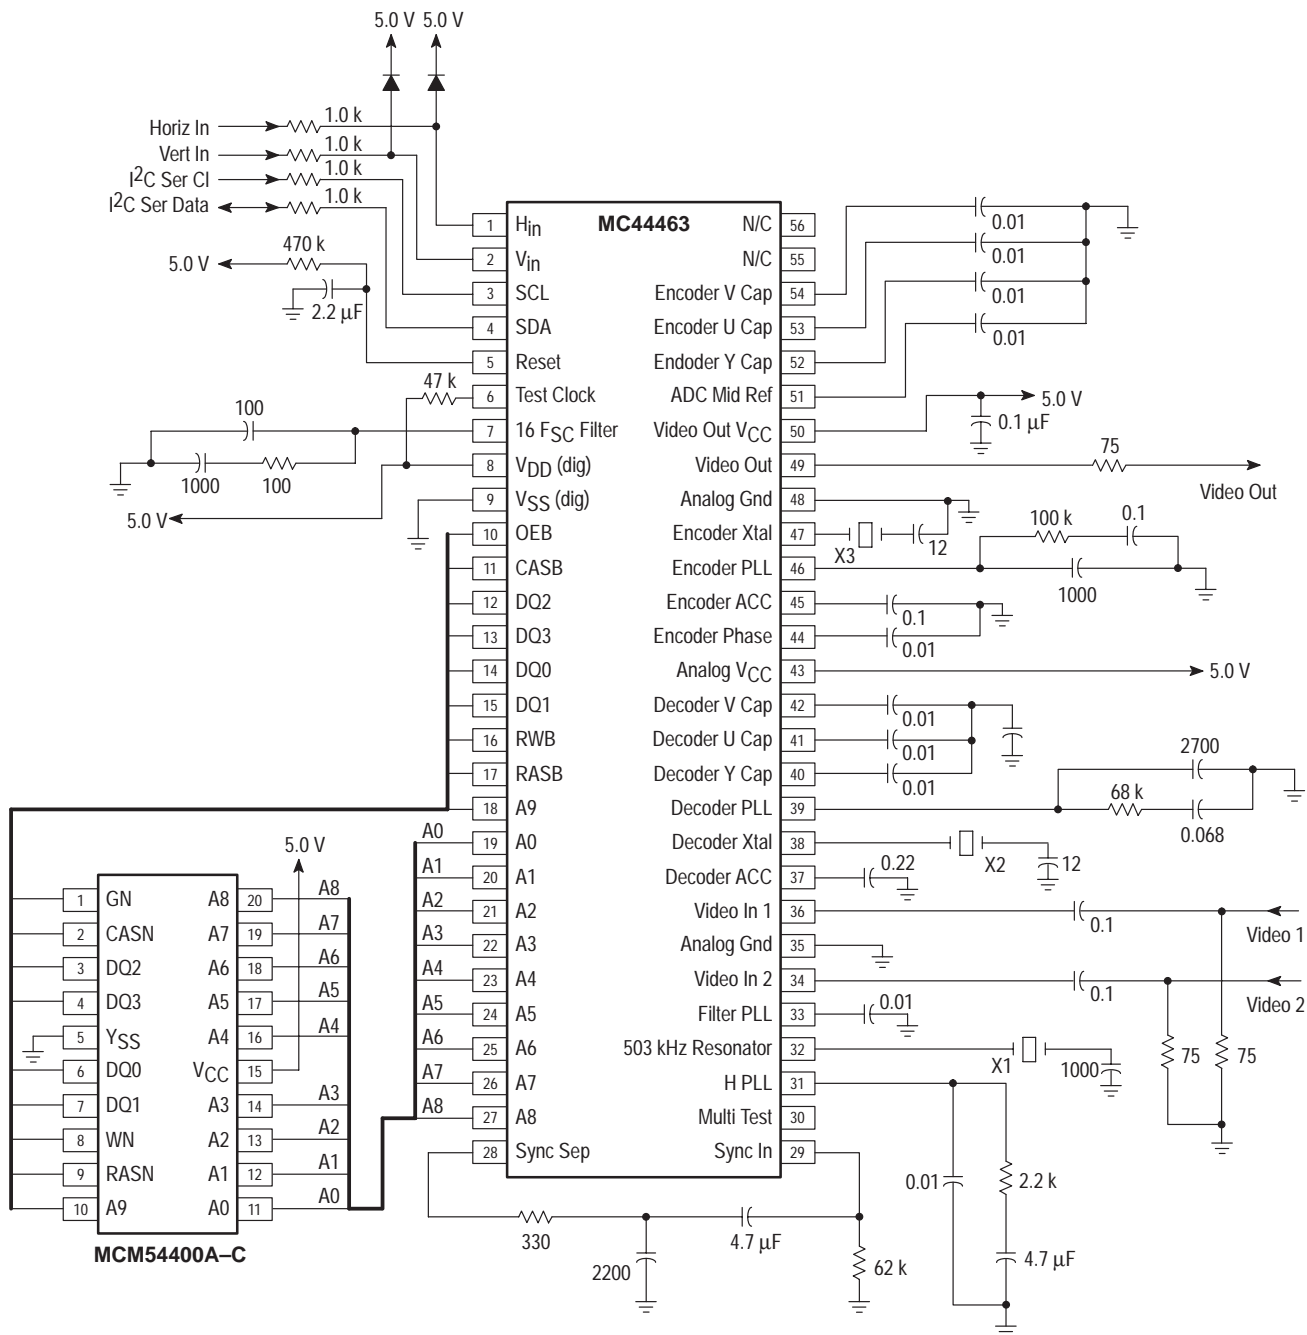 5.0 V 5.0 V
Horiz In 1.0 k
Vert In 1.0 k
I2C Ser Cl 1.0 k
I2C Ser Data 1.0 k
470 k
5.0 V
2.2 µF
47 k
100
1000 100
5.0 V
MC44463
1 Hin
2 Vin
3 SCL
4 SDA
5 Reset
6 Test Clock
7 16 FSC Filter
8 VDD (dig)
9 VSS (dig)
10 OEB
11 CASB
12 DQ2
13 DQ3
14 DQ0
15 DQ1
16 RWB
17 RASB
18 A9
A0 19 A0
A1 20 A1
A2 21 A2
A3 22 A3
A4 23 A4
A5 24 A5
A6 25 A6
A7 26 A7
A8 27 A8
28 Sync Sep
N/C 56
N/C 55
Encoder V Cap 54
Encoder U Cap 53
Endoder Y Cap 52
ADC Mid Ref 51
Video Out VCC 50
Video Out 49
Analog Gnd 48
Encoder Xtal 47
Encoder PLL 46
Encoder ACC 45
Encoder Phase 44
Analog VCC 43
Decoder V Cap 42
Decoder U Cap 41
Decoder Y Cap 40
Decoder PLL 39
Decoder Xtal 38
Decoder ACC 37
Video In 1 36
Analog Gnd 35
Video In 2 34
Filter PLL 33
503 kHz Resonator 32
H PLL 31
Multi Test 30
Sync In 29
0.01
0.01
0.01
0.01
5.0 V
0.1 µF
75
Video Out
X3 12
100 k 0.1
1000
0.1
0.01
5.0 V
0.01
0.01
0.01
2700
68 k
0.068
X2 12
0.22
0.1
Video 1
0.1
Video 2
0.01
X1 1000
75 75
0.01 2.2 k
4.7 µF
330
2200
4.7 µF
62 k
5.0 V
1 GN A8 20 A8
2 CASN A7 19 A7
3 DQ2 A6 18 A6
4 DQ3 A5 17 A5
5 YSS A4 16 A4
6 DQ0 VCC 15
7 DQ1 A3 14 A3
8 WN A2 13 A2
9 RASN A1 12 A1
10 A9 A0 11 A0
MCM54400A–C